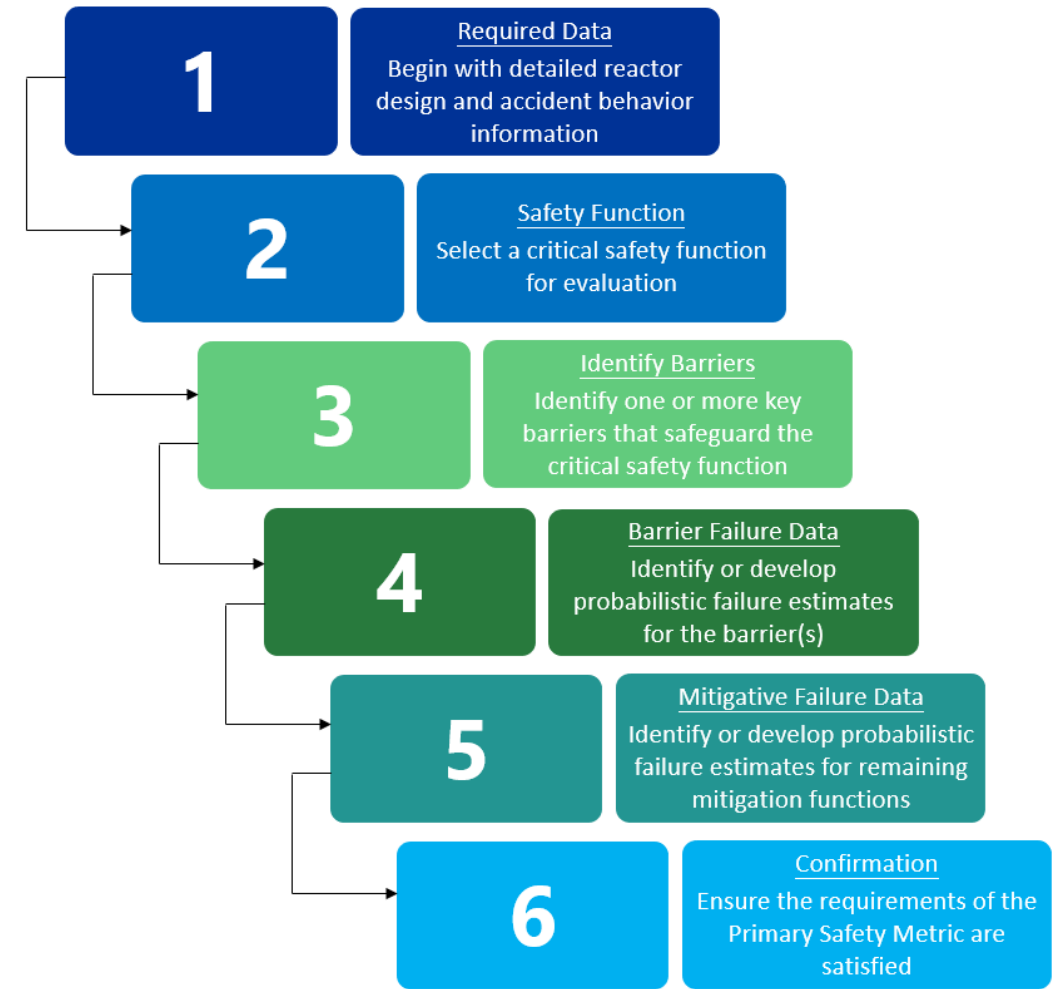 1
Required Data
Begin with detailed reactor
design and accident behavior
information
2
Safety Function
Select a critical safety function
for evaluation
3
Identify Barriers
Identify one or more key
barriers that safeguard the
critical safety function
4
Barrier Failure Data
Identify or develop
probabilistic failure estimates
for the barrier(s)
5
Mitigative Failure Data
Identify or develop probabilistic
failure estimates for remaining
mitigation functions
6
Confirmation
Ensure the requirements of the
Primary Safety Metric are
satisfied